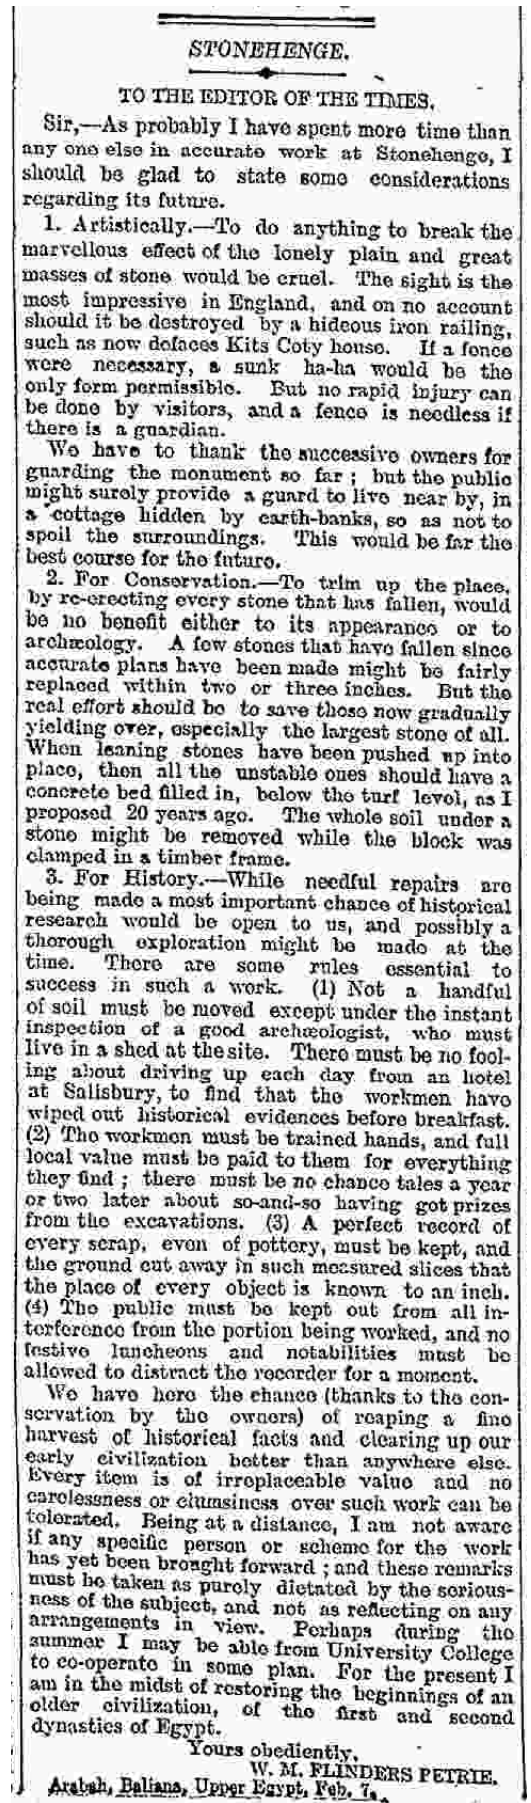 STONEHENGE.
TO THE EDITOR OF THE TIMES.
Sir,—As probably I have spent more time than
any one else in accurate work at Stonehenge, I
should be glad to state some considerations
regarding its future.
1. Artistically.—To do anything to break the
marvellous effect of the lonely plain and great
masses of stone would be cruel. The sight is the
most impressive in England, and on no account
should it be destroyed by a hideous iron railing,
such as now defaces Kits Coty house. If a fence
were necessary, a sunk ha-ha would be the
only form permissible. But no rapid injury can
be done by visitors, and a fence is needless if
there is a guardian.
We have to thank the successive owners for
guarding the monument so far; but the public
might surely provide a guard to live near by, in
a cottage hidden by earth-banks, so as not to
spoil the surroundings. This would be far the
best course for the future.
2. For Conservation.—To trim up the place,
by re-erecting every stone that has fallen, would
be no benefit either to its appearance or to
archæology. A few stones that have fallen since
accurate plans have been made might be fairly
replaced within two or three inches. But the
real effort should be to save those now gradually
yielding over, especially the largest stone of all.
When leaning stones have been pushed up into
place, then all the unstable ones should have a
concrete bed filled in, below the turf level, as I
proposed 20 years ago. The whole soil under a
stone might be removed while the block was
clamped in a timber frame.
3. For History.—While needful repairs are
being made a most important chance of historical
research would be open to us, and possibly a
thorough exploration might be made at the
time. There are some rules essential to
success in such a work. (1) Not a handful
of soil must be moved except under the instant
inspection of a good archæologist, who must
live in a shed at the site. There must be no fool-
ing about driving up each day from an hotel
at Salisbury, to find that the workmen have
wiped out historical evidences before breakfast.
(2) The workmen must be trained hands, and full
local value must be paid to them for everything
they find; there must be no chance tales a year
or two later about so-and-so having got prizes
from the excavations. (3) A perfect record of
every scrap, even of pottery, must be kept, and
the ground cut away in such measured slices that
the place of every object is known to an inch.
(4) The public must be kept out from all in-
terference from the portion being worked, and no
festive luncheons and notabilities must be
allowed to distract the recorder for a moment.
We have here the chance (thanks to the con-
servation by the owners) of reaping a fine
harvest of historical facts and clearing up our
early civilization better than anywhere else.
Every item is of irreplaceable value and no
carelessness or clumsiness over such work can be
tolerated. Being at a distance, I am not aware
if any specific person or scheme for the work
has yet been brought forward; and these remarks
must be taken as purely dictated by the serious-
ness of the subject, and not as reflecting on any
arrangements in view. Perhaps during the
summer I may be able from University College
to co-operate in some plan. For the present I
am in the midst of restoring the beginnings of an
older civilization, of the first and second
dynasties of Egypt.
Yours obediently,
W. M. FLINDERS PETRIE.
Arabah, Baliana, Upper Egypt, Feb. 7.